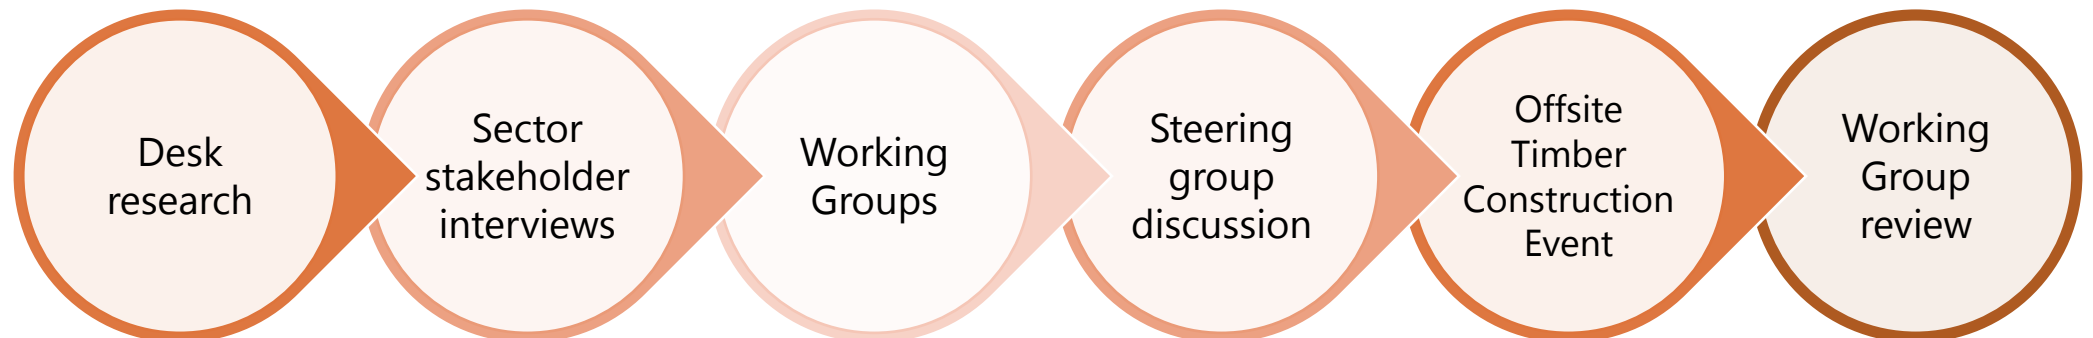 Desk
research
Sector
stakeholder
interviews
Working
Groups
Steering
group
discussion
Offsite
Timber
Construction
Event
Working
Group
review